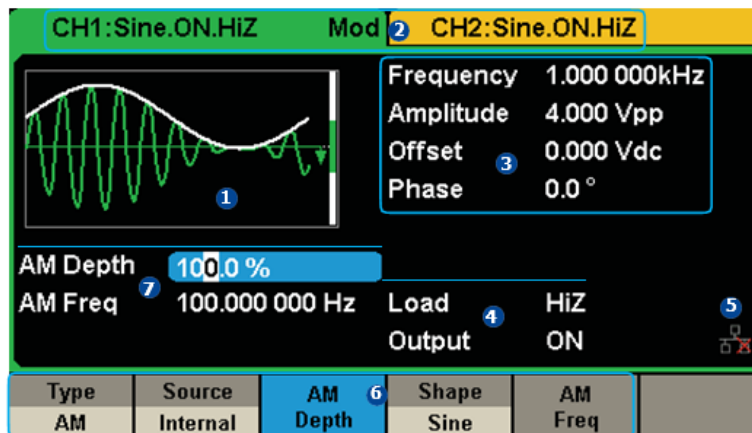 CH1:Sine.ON.HiZ Mod 2 CH2:Sine.ON.HiZ
Frequency 1.000 000kHz
Amplitude 4.000 Vpp
Offset 3 0.000 Vdc
1 Phase 0.0 °
AM Depth 100.0 %
7
AM Freq 100.000 000 Hz Load 4 HiZ 5
Output ON
Type Source AM 6 Shape AM
AM Internal Depth Sine Freq